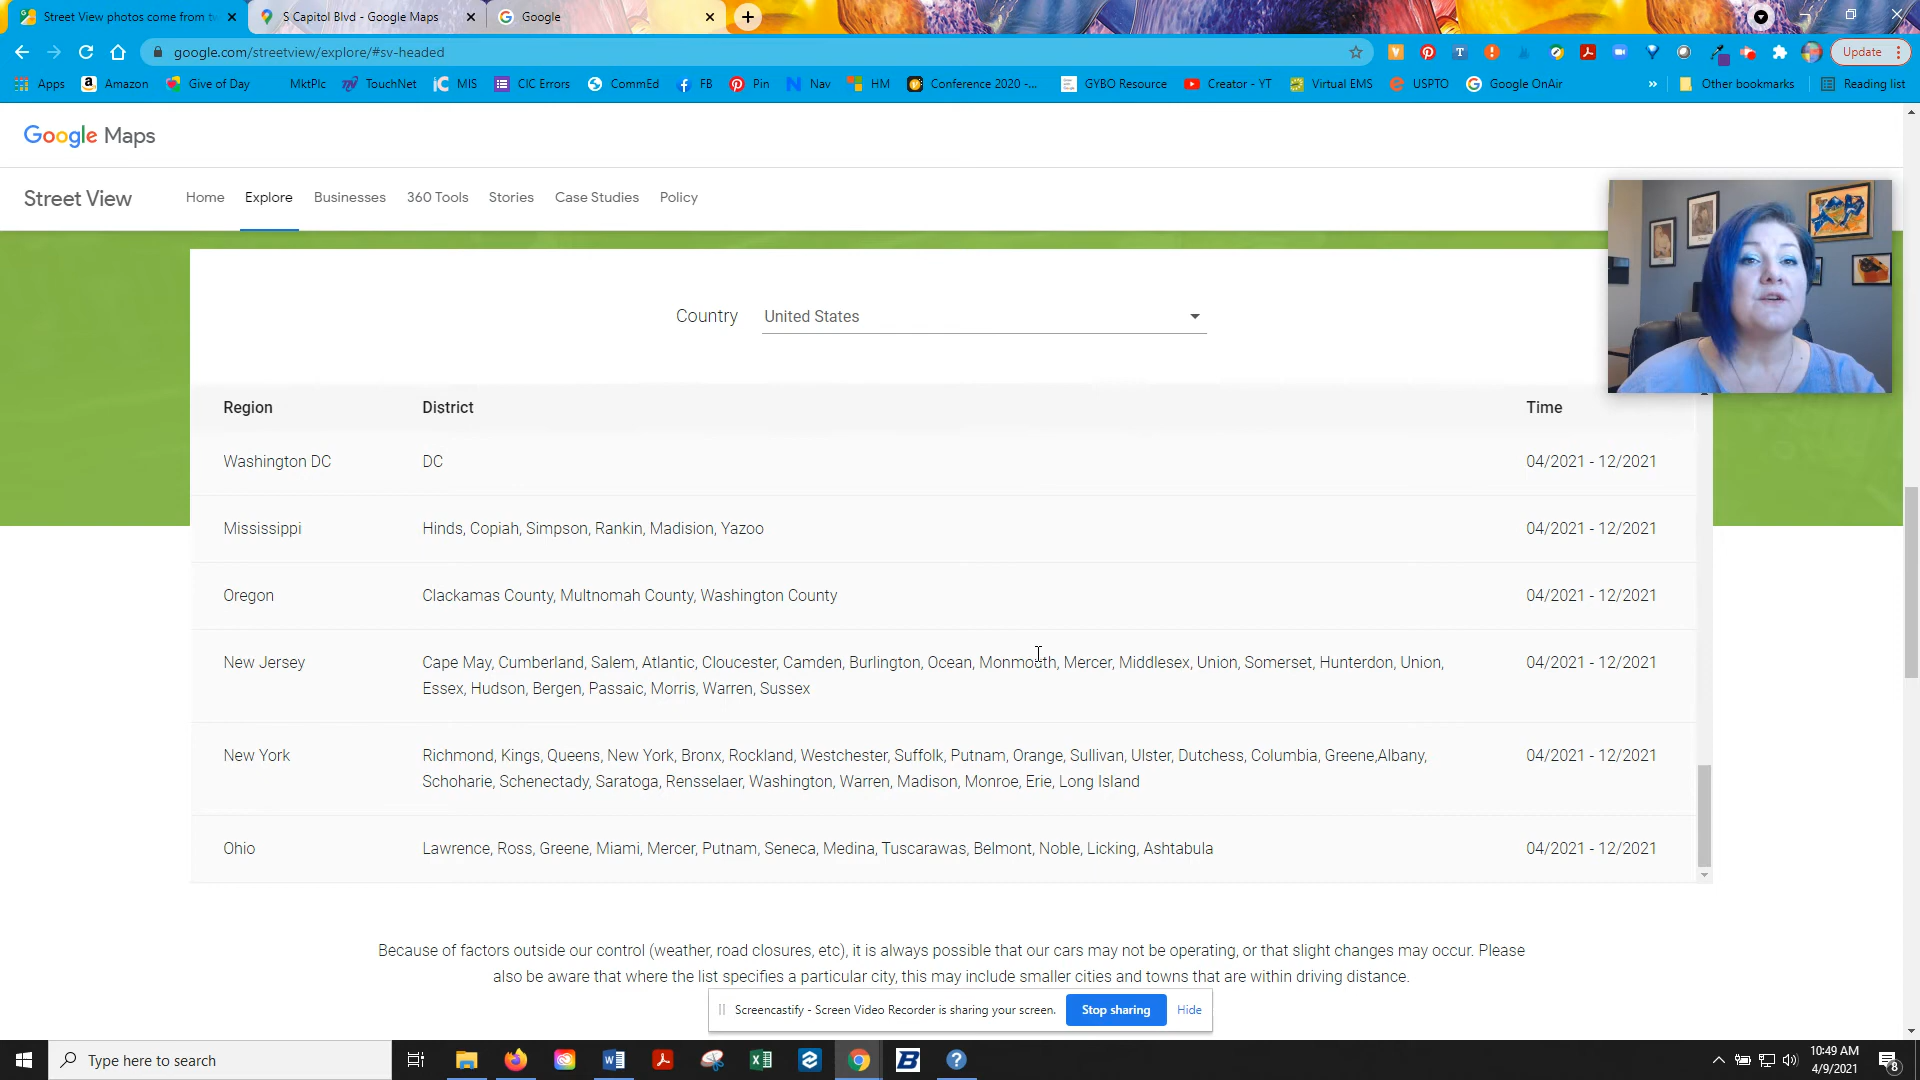 Street View photos come from tw
S Capitol Blvd - Google Maps
Google
google.com/streetview/explore/#sv-headed
Update
Apps
Amazon
Give of Day
MktPlc
TouchNet
MIS
CIC Errors
CommEd
FB
Pin
Nav
HM
Conference 2020 -...
GYBO Resource
Creator - YT
Virtual EMS
USPTO
Google OnAir
»
Other bookmarks
Reading list
Google Maps
Street View
Home
Explore
Businesses
360 Tools
Stories
Case Studies
Policy
Country
United States
Region
District
Time
Washington DC
DC
04/2021 - 12/2021
Mississippi
Hinds, Copiah, Simpson, Rankin, Madision, Yazoo
04/2021 - 12/2021
Oregon
Clackamas County, Multnomah County, Washington County
04/2021 - 12/2021
New Jersey
Cape May, Cumberland, Salem, Atlantic, Cloucester, Camden, Burlington, Ocean, Monmouth, Mercer, Middlesex, Union, Somerset, Hunterdon, Union,
Essex, Hudson, Bergen, Passaic, Morris, Warren, Sussex
04/2021 - 12/2021
New York
Richmond, Kings, Queens, New York, Bronx, Rockland, Westchester, Suffolk, Putnam, Orange, Sullivan, Ulster, Dutchess, Columbia, Greene,Albany,
Schoharie, Schenectady, Saratoga, Rensselaer, Washington, Warren, Madison, Monroe, Erie, Long Island
04/2021 - 12/2021
Ohio
Lawrence, Ross, Greene, Miami, Mercer, Putnam, Seneca, Medina, Tuscarawas, Belmont, Noble, Licking, Ashtabula
04/2021 - 12/2021
Because of factors outside our control (weather, road closures, etc), it is always possible that our cars may not be operating, or that slight changes may occur. Please
also be aware that where the list specifies a particular city, this may include smaller cities and towns that are within driving distance.
Screencastify - Screen Video Recorder is sharing your screen.
Stop sharing
Hide
Type here to search
10:49 AM
4/9/2021
8